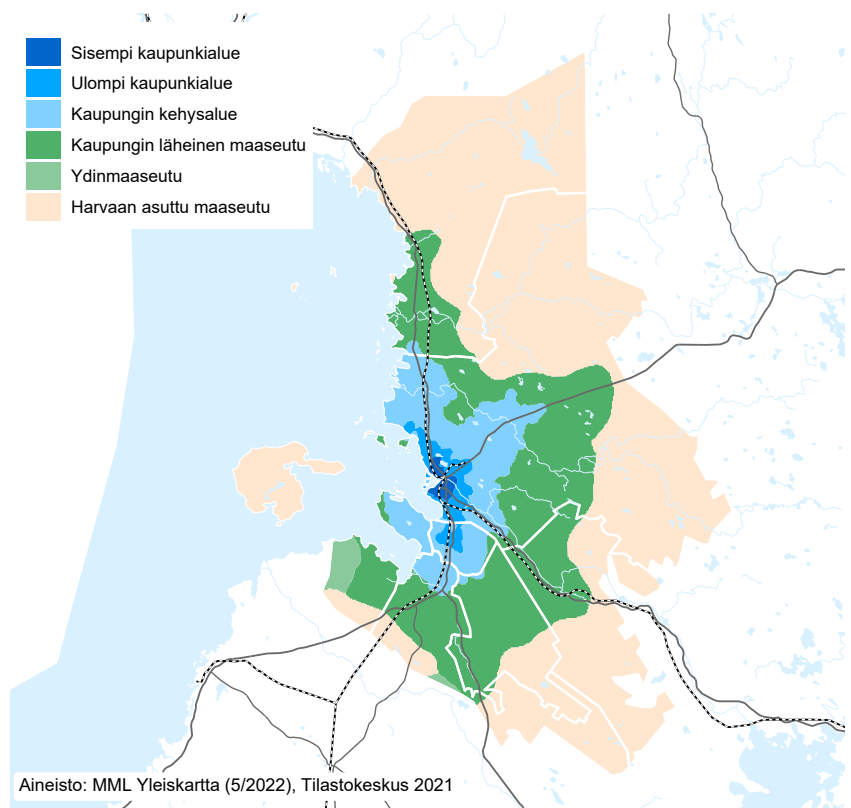 Sisempi kaupunkialue
Ulompi kaupunkialue
Kaupungin kehysalue
Kaupungin läheinen maaseutu
Ydinmaaseutu
Harvaan asuttu maaseutu
Aineisto: MML Yleiskartta (5/2022), Tilastokeskus 2021